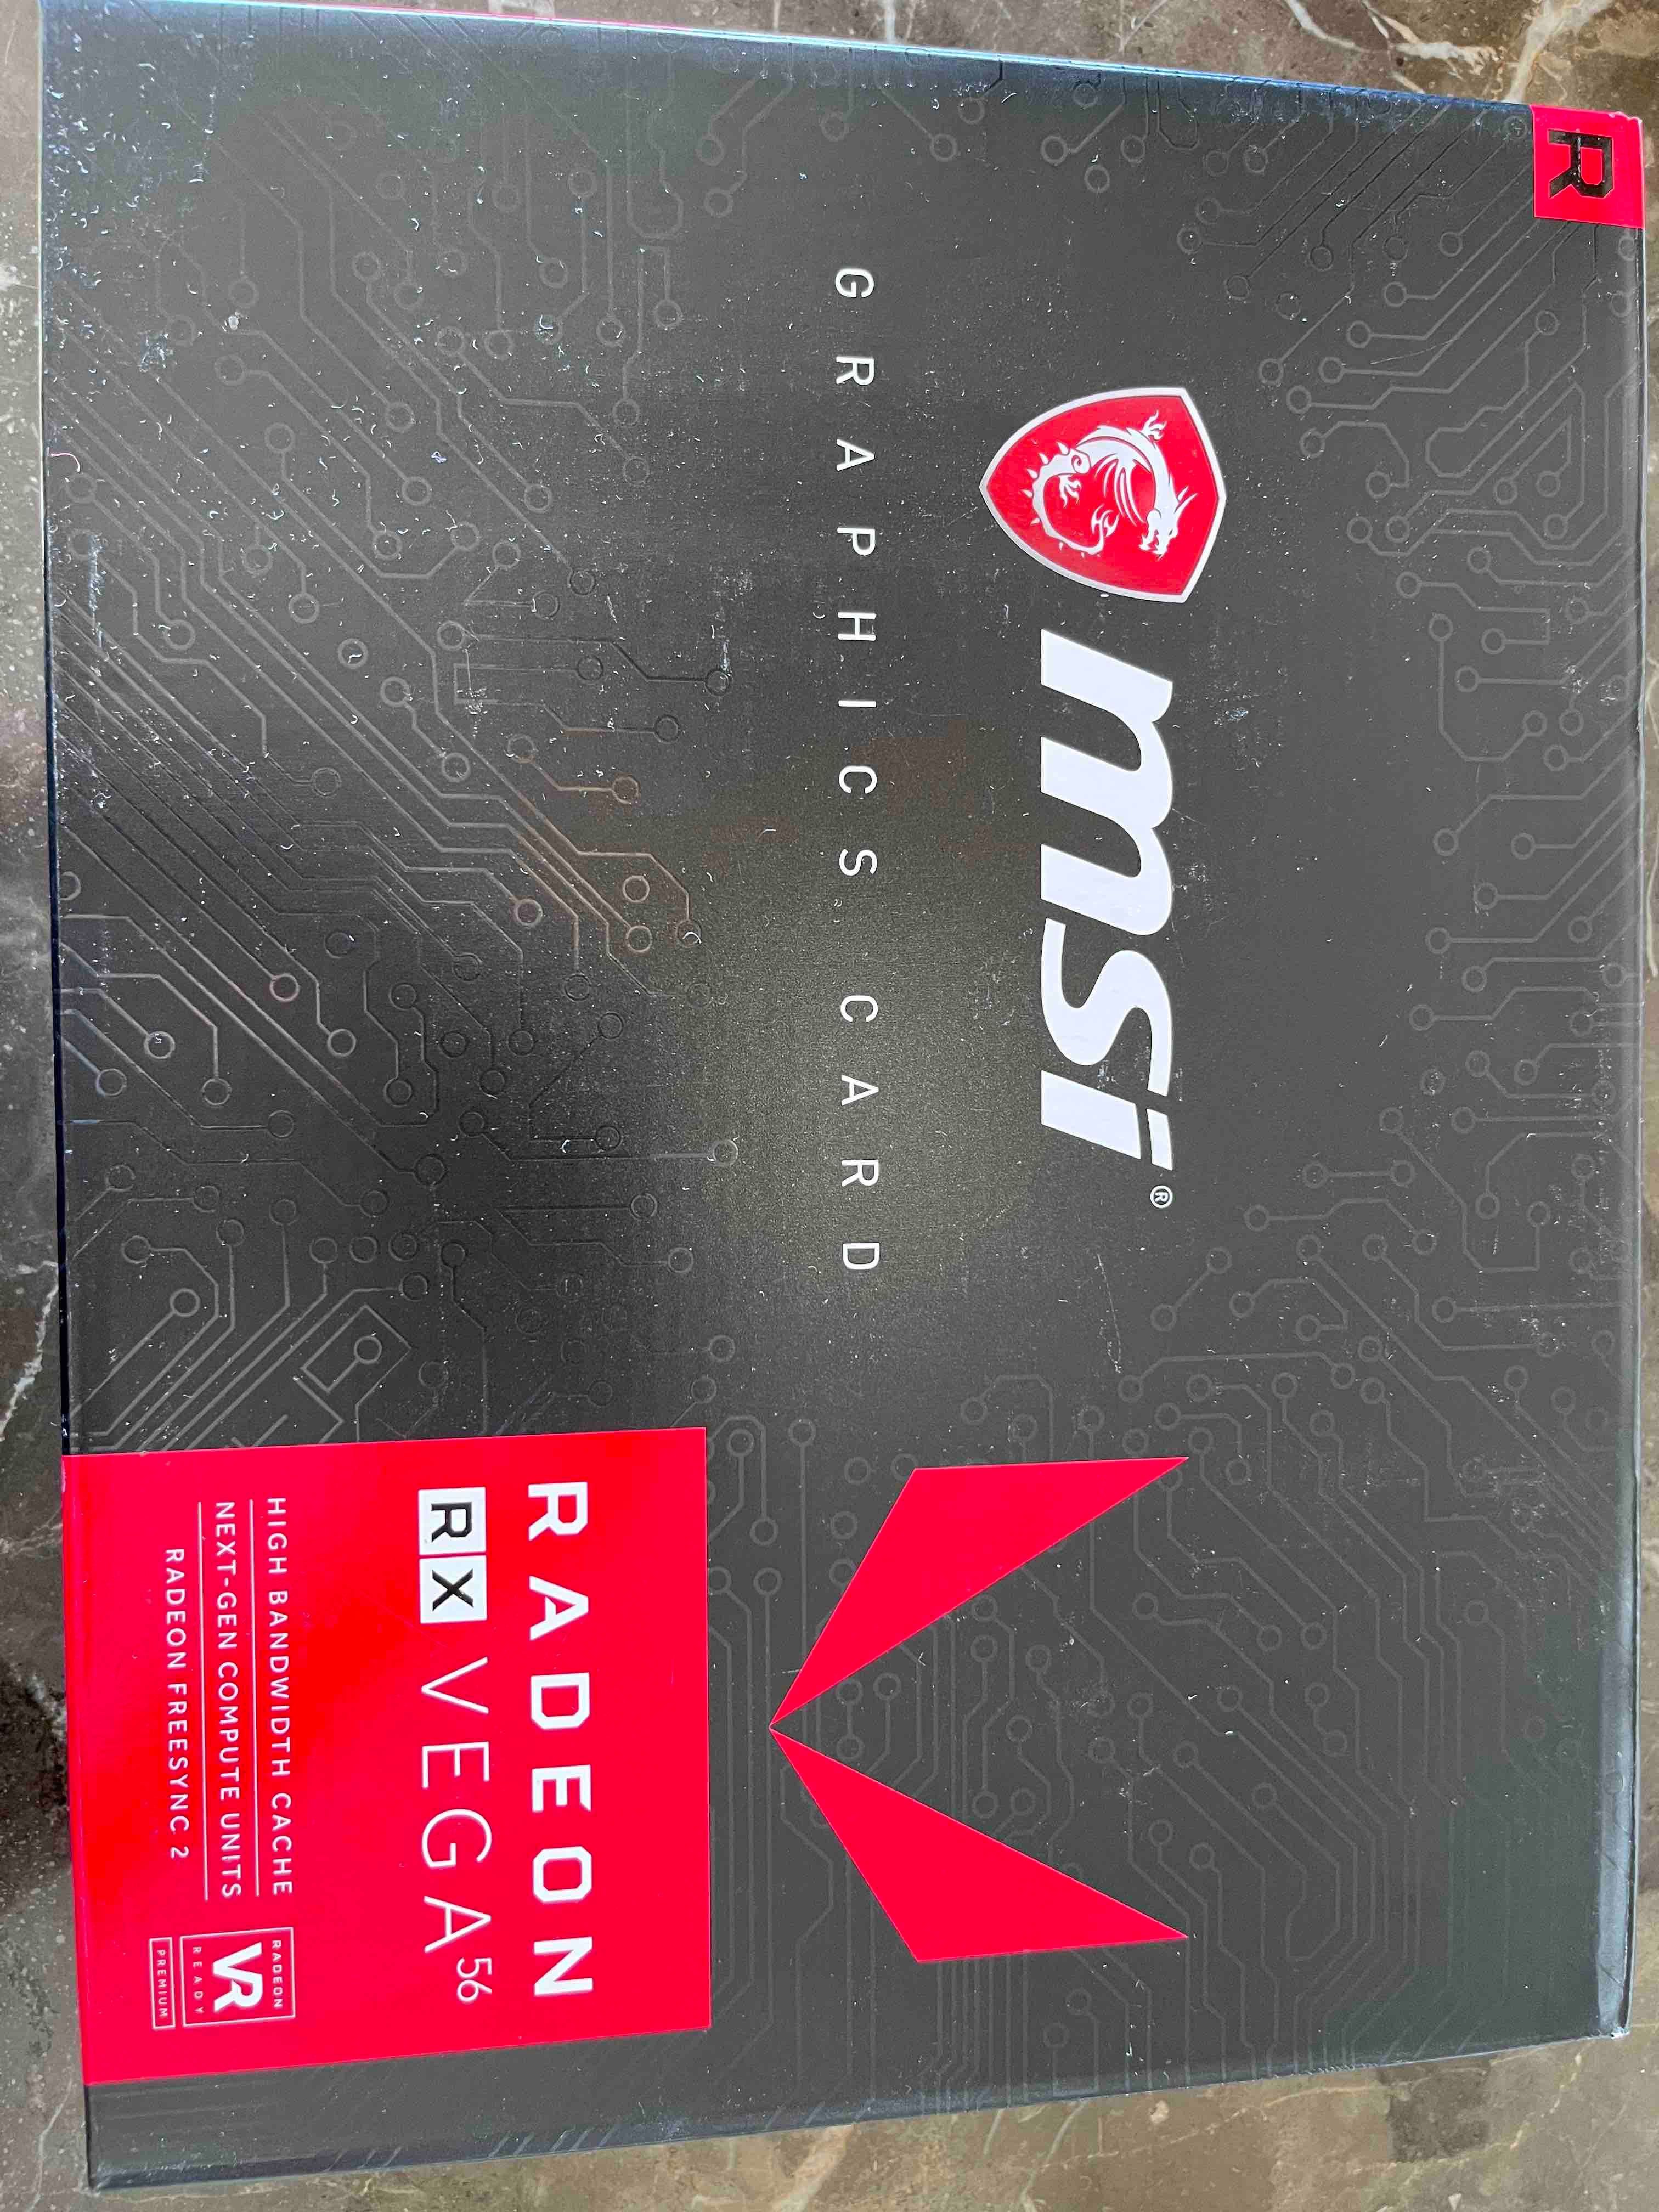 R
msi®
GRAPHICS CARD
RADEON
RX VEGA 56
HIGH BANDWIDTH CACHE
NEXT-GEN COMPUTE UNITS
RADEON FREESYNC 2
RADEON
VR
READY
PREMIUM